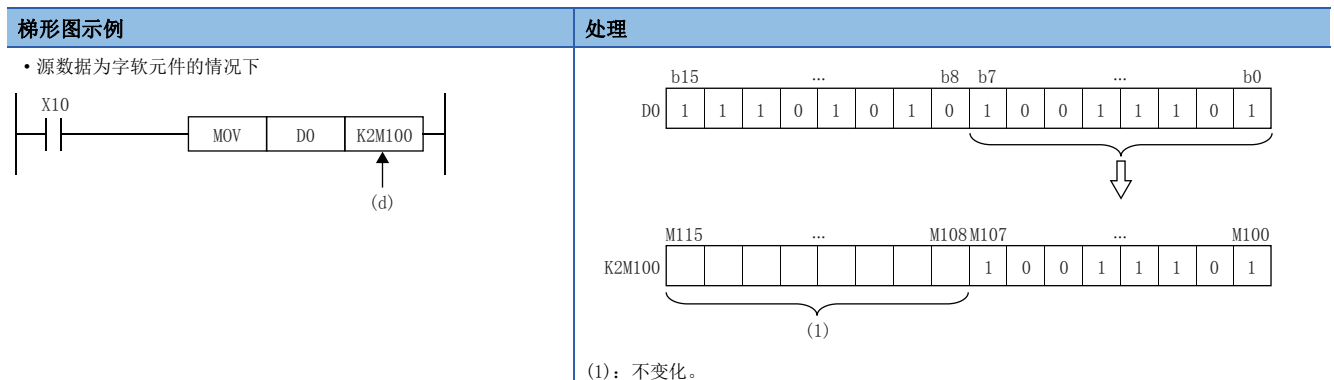 梯形图示例
处理
•源数据为字软元件的情况下
X10
MOV D0 K2M100
(d)
b15 … b8 b7 … b0
D0 1 1 1 0 1 0 1 0 1 0 0 1 1 1 0 1
M115 … M108 M107 … M100
K2M100 1 0 0 1 1 1 0 1
(1)
(1)：不变化。